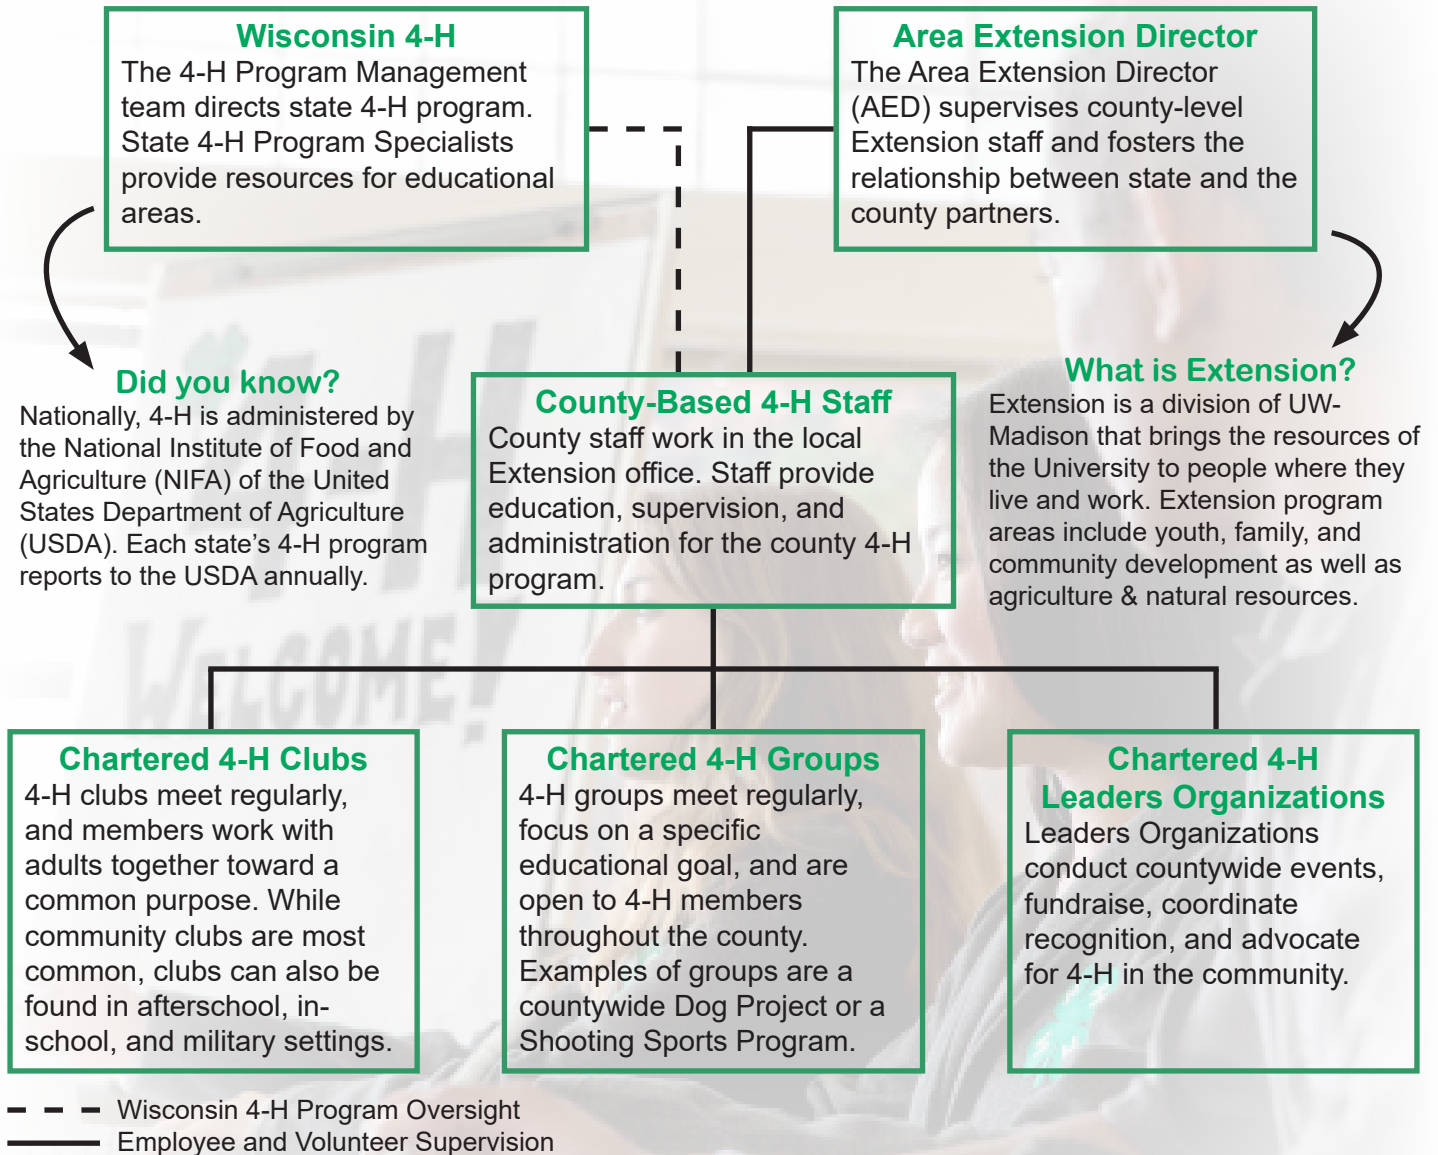 Wisconsin 4-H
The 4-H Program Management
team directs state 4-H program.
State 4-H Program Specialists
provide resources for educational
areas.
Area Extension Director
The Area Extension Director
(AED) supervises county-level
Extension staff and fosters the
relationship between state and the
county partners.
Did you know?
Nationally, 4-H is administered by
the National Institute of Food and
Agriculture (NIFA) of the United
States Department of Agriculture
(USDA). Each state's 4-H program
reports to the USDA annually.
County-Based 4-H Staff
County staff work in the local
Extension office. Staff provide
education, supervision, and
administration for the county 4-H
program.
What is Extension?
Extension is a division of UW-
Madison that brings the resources of
the University to people where they
live and work. Extension program
areas include youth, family, and
community development as well as
agriculture & natural resources.
4-H
WELCOME!
Chartered 4-H Clubs
4-H clubs meet regularly,
and members work with
adults together toward a
common purpose. While
community clubs are most
common, clubs can also be
found in afterschool, in-
school, and military settings.
Chartered 4-H Groups
4-H groups meet regularly,
focus on a specific
educational goal, and are
open to 4-H members
throughout the county.
Examples of groups are a
countywide Dog Project or a
Shooting Sports Program.
Chartered 4-H
Leaders Organizations
Leaders Organizations
conduct countywide events,
fundraise, coordinate
recognition, and advocate
for 4-H in the community.
Wisconsin 4-H Program Oversight
Employee and Volunteer Supervision